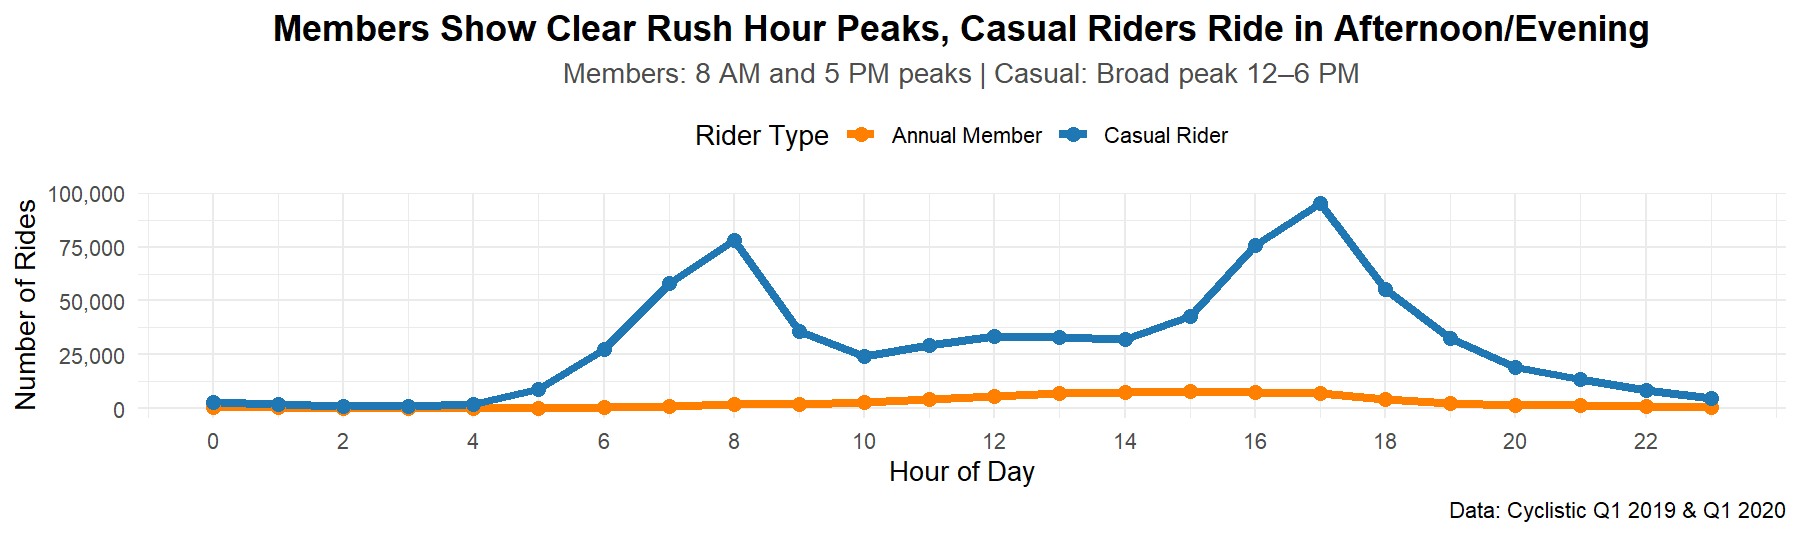 Members Show Clear Rush Hour Peaks, Casual Riders Ride in Afternoon/Evening
Members: 8 AM and 5 PM peaks | Casual: Broad peak 12–6 PM
Rider Type Annual Member Casual Rider
Number of Rides
100,000
75,000
50,000
25,000
0
0 2 4 6 8 10 12 14 16 18 20 22
Hour of Day
Data: Cyclistic Q1 2019 & Q1 2020